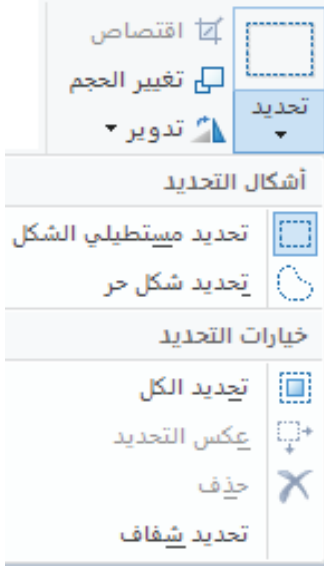 اقتصاص
تغيير الحجم
تحديد
تدوير
أشكال التحديد
تحديد مستطيلي الشكل
تحديد شكل حر
خيارات التحديد
تحديد الكل
عكس التحديد
حذف
تحديد شفاف